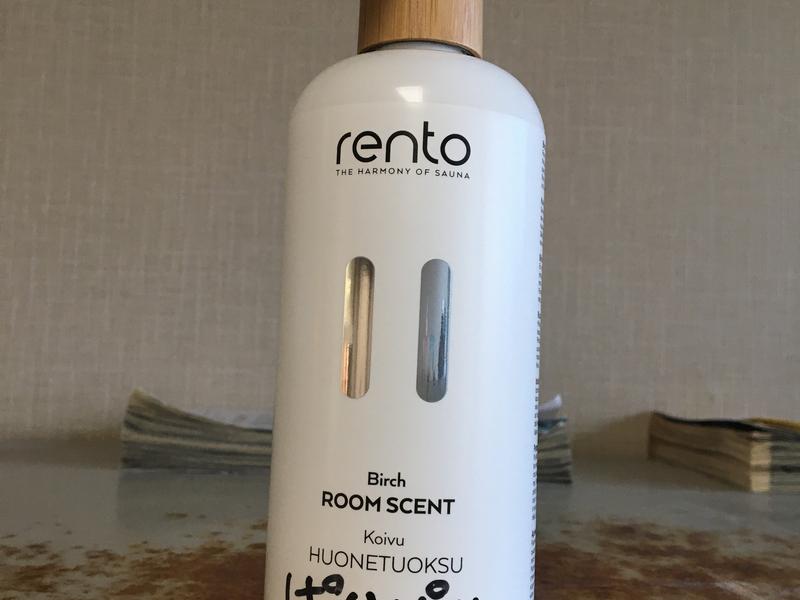 rento
THE HARMONY OF SAUNA
Birch
ROOM SCENT
Koivu
HUONETUOKSU